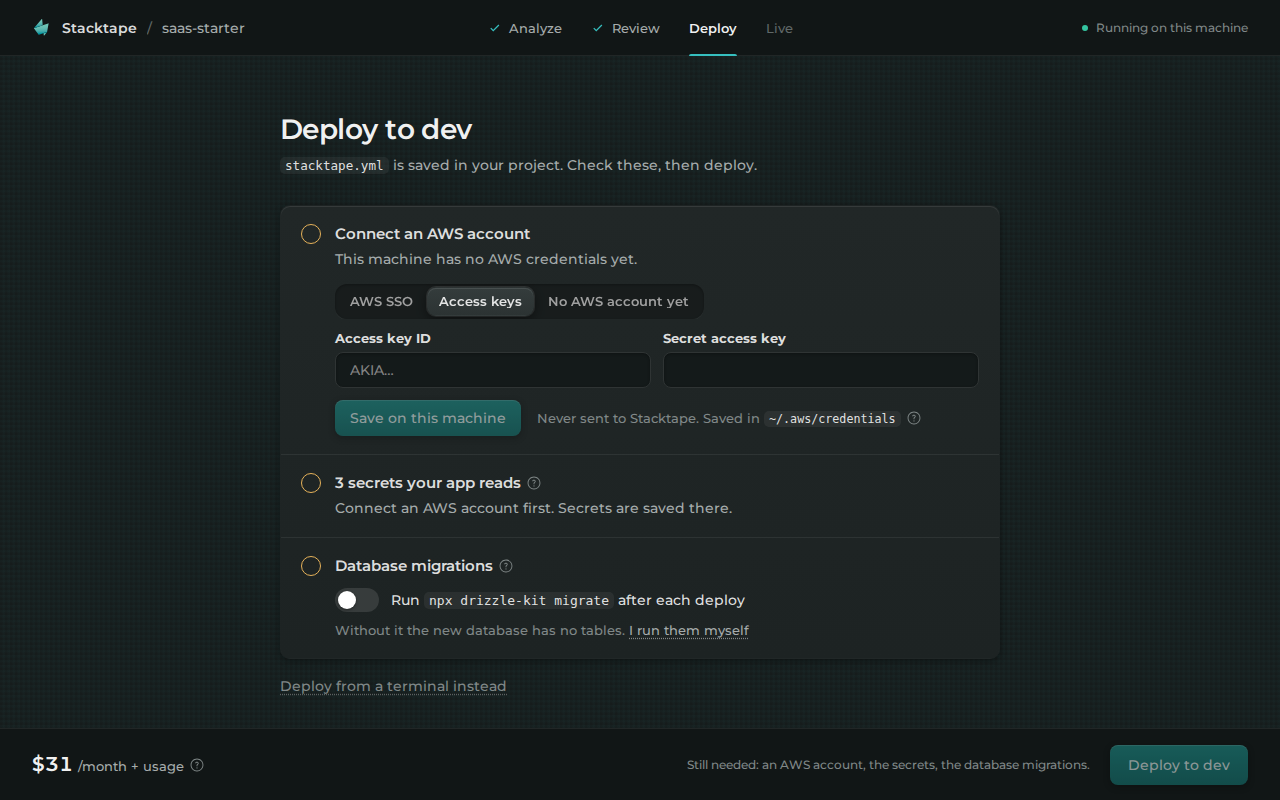 Stacktape / saas-starter
Analyze
Review
Deploy
Live
Running on this machine
Deploy to dev
stacktape.yml is saved in your project. Check these, then deploy.
Connect an AWS account
This machine has no AWS credentials yet.
AWS SSO
Access keys
No AWS account yet
Access key ID
Secret access key
AKIA...
Save on this machine
Never sent to Stacktape. Saved in ~/.aws/credentials ?
3 secrets your app reads ?
Connect an AWS account first. Secrets are saved there.
Database migrations ?
Run npx drizzle-kit migrate after each deploy
Without it the new database has no tables. I run them myself
Deploy from a terminal instead
$31 /month + usage ?
Still needed: an AWS account, the secrets, the database migrations.
Deploy to dev